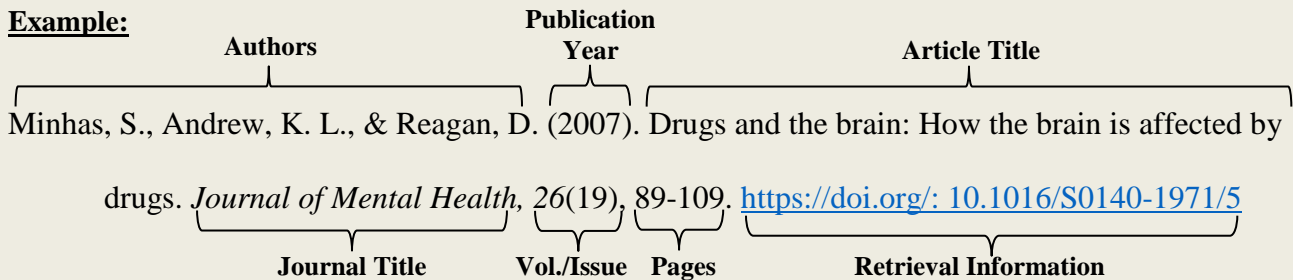 Example:
Authors
Publication
Year
Article Title
Minhas, S., Andrew, K. L., & Reagan, D. (2007). Drugs and the brain: How the brain is affected by
drugs. Journal of Mental Health, 26(19), 89-109. https://doi.org/: 10.1016/S0140-1971/5
Journal Title
Vol./Issue
Pages
Retrieval Information